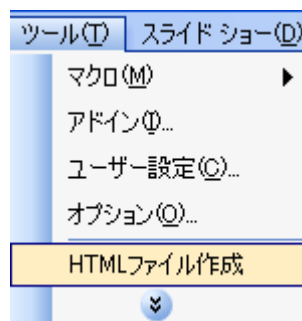 ツール(T) スライド ショー(D)
マクロ(M)
アドイン(I)...
ユーザー設定(C)...
オプション(O)...
HTMLファイル作成